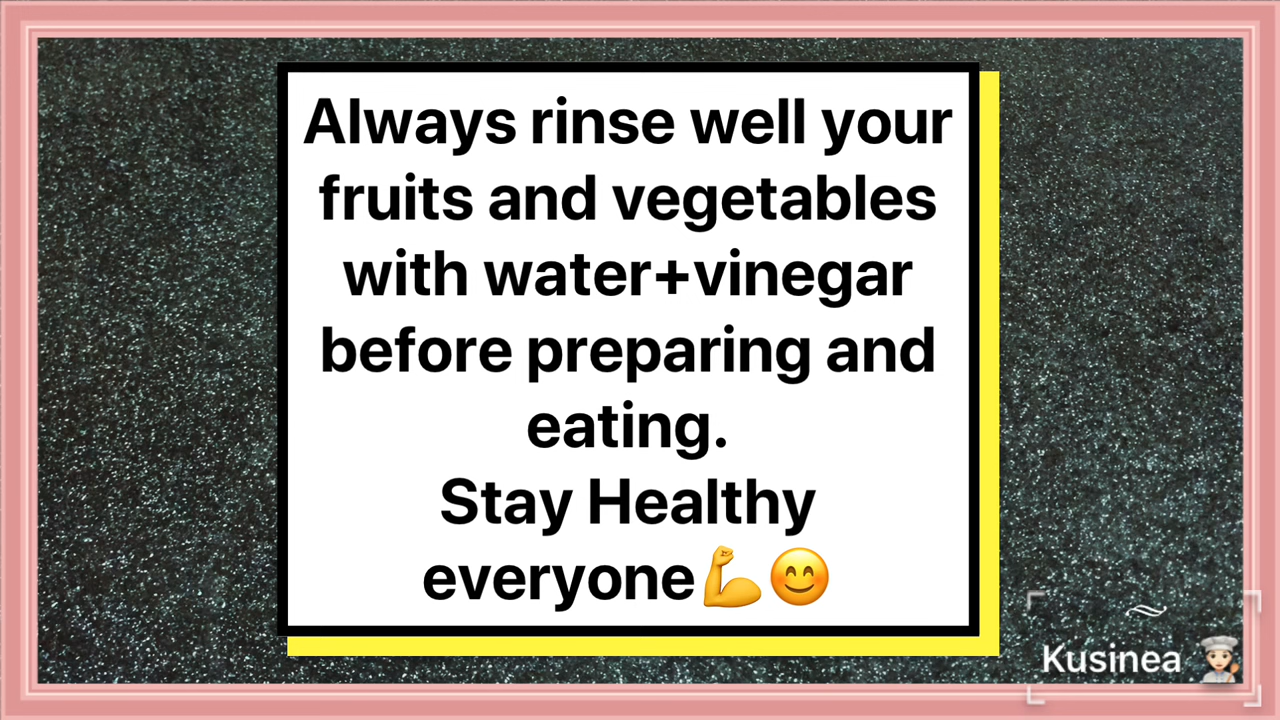 Always rinse well your
fruits and vegetables
with water+vinegar
before preparing and
eating.
Stay Healthy
everyone💪😊
~
Kusinea 👩🏻‍🍳